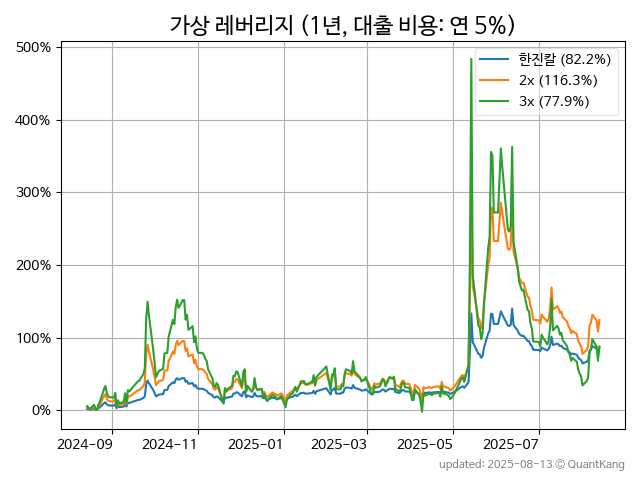 가상 레버리지 (1년, 대출 비용: 연 5%)
500%
400%
300%
200%
100%
0%
한진칼 (82.2%)
2x (116.3%)
3x (77.9%)
2024-09
2024-11
2025-01
2025-03
2025-05
2025-07
updated: 2025-08-13 ⓒ QuantKang